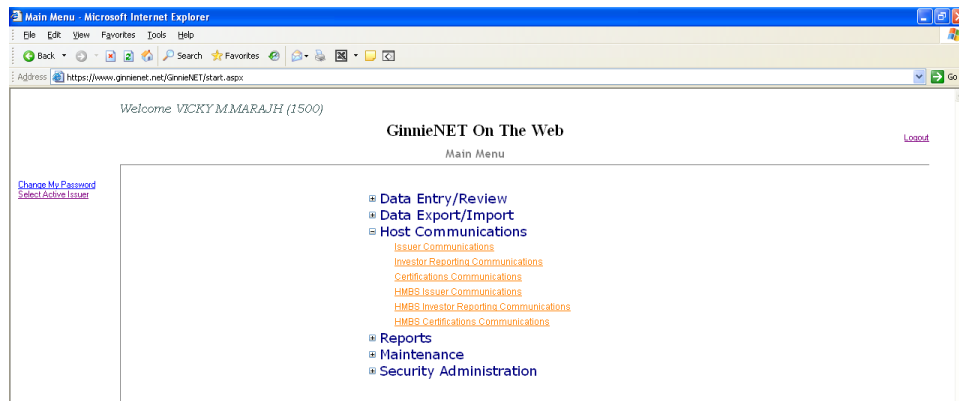 Main Menu - Microsoft Internet Explorer
File Edit View Favorites Tools Help
Back Search Favorites
Address https://www.ginnienet.net/GinnieNET/start.aspx Go
Welcome VICKY M.MARAJH (1500)
GinnieNET On The Web
Logout
Main Menu
Change My Password
Select Active Issuer
Data Entry/Review
Data Export/Import
Host Communications
Issuer Communications
Investor Reporting Communications
Certifications Communications
HMBS Issuer Communications
HMBS Investor Reporting Communications
HMBS Certifications Communications
Reports
Maintenance
Security Administration